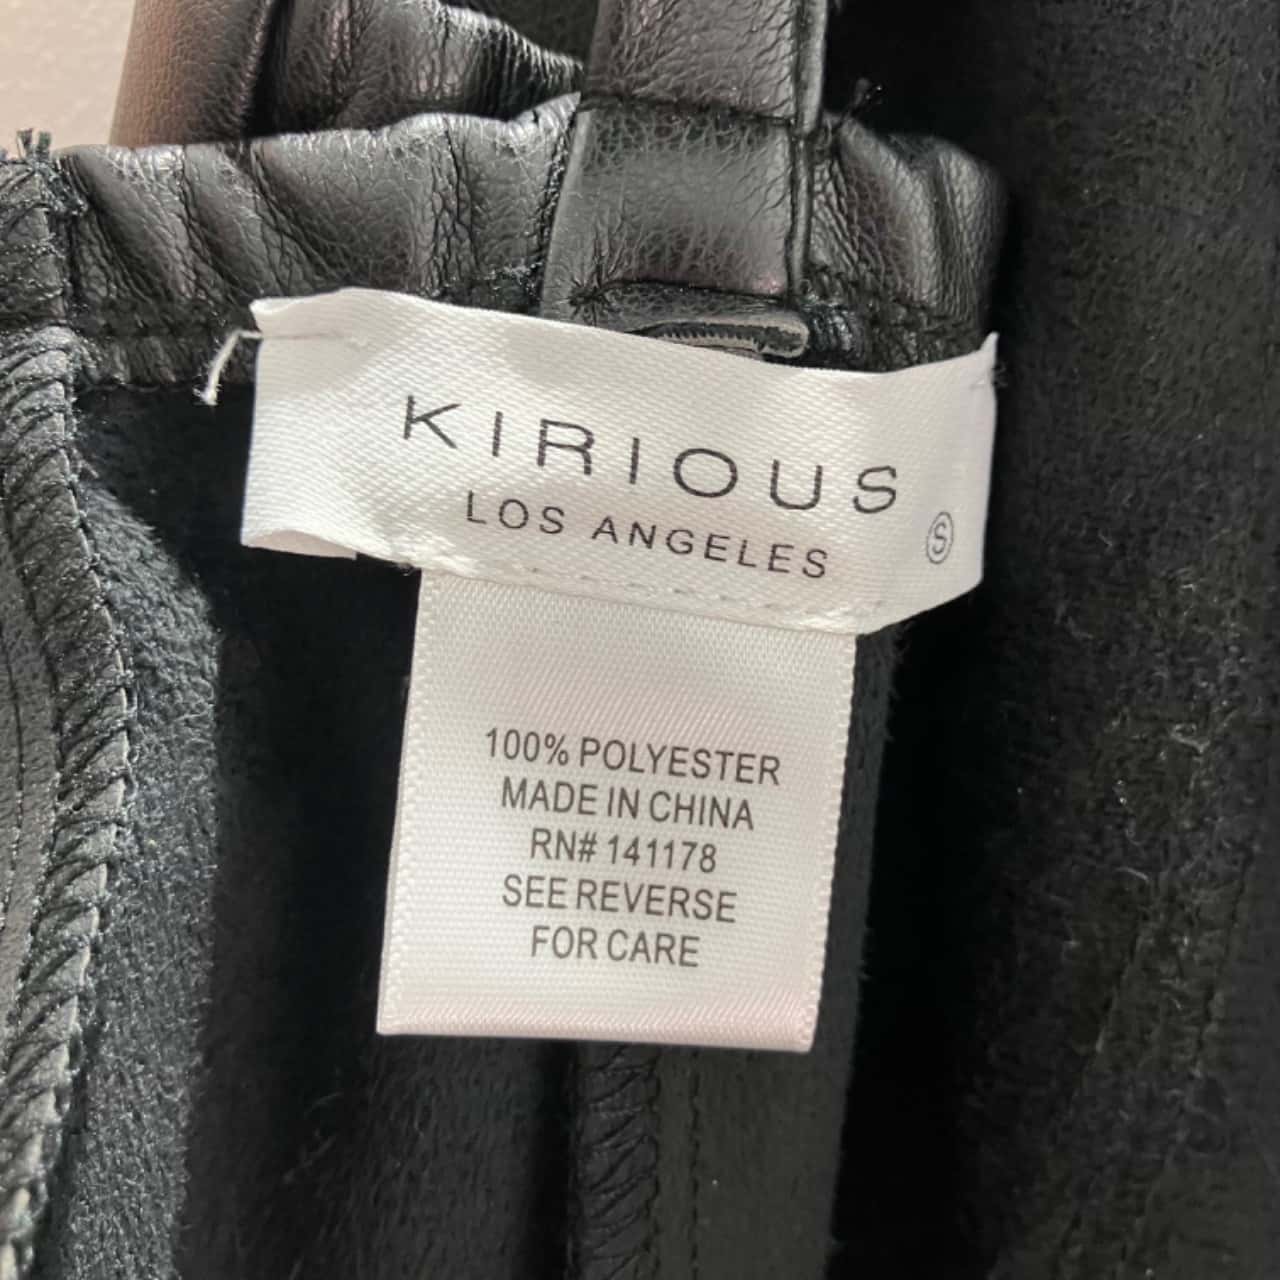 KIRIOUS
LOS ANGELES
S
100% POLYESTER
MADE IN CHINA
RN# 141178
SEE REVERSE
FOR CARE